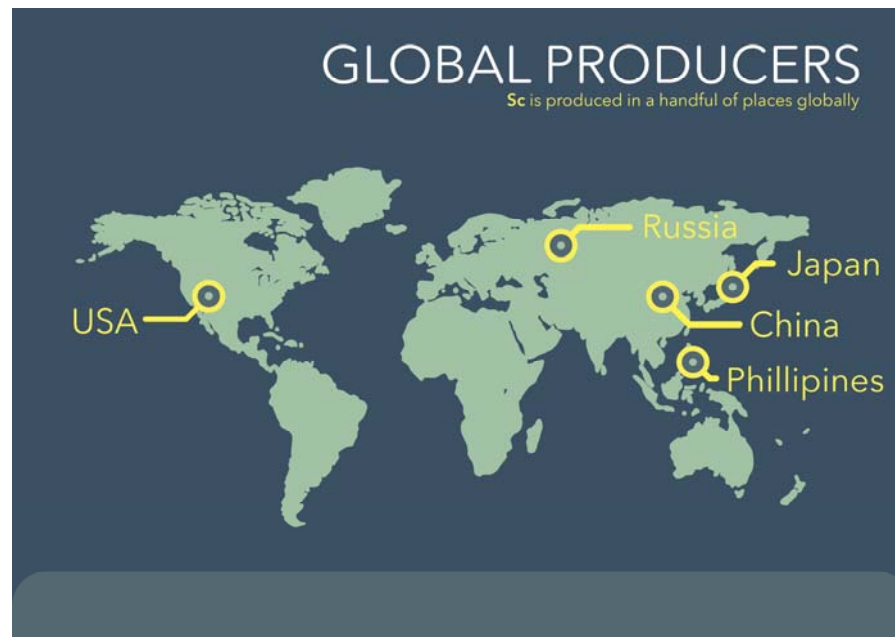 GLOBAL PRODUCERS
Sc is produced in a handful of places globally
Russia
Japan
USA
China
Phillipines